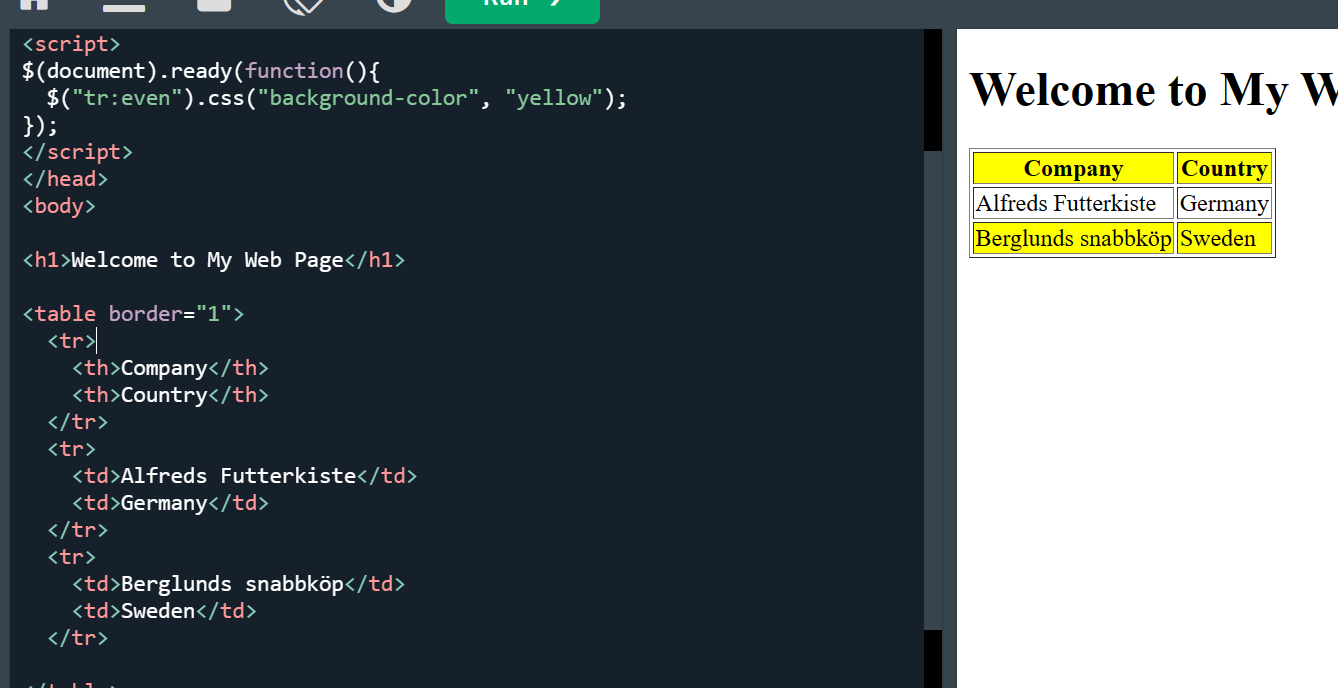 Run
<script>
$(document).ready(function(){
  $("tr:even").css("background-color", "yellow");
});
</script>
</head>
<body>
<h1>Welcome to My Web Page</h1>
<table border="1">
  <tr>
    <th>Company</th>
    <th>Country</th>
  </tr>
  <tr>
    <td>Alfreds Futterkiste</td>
    <td>Germany</td>
  </tr>
  <tr>
    <td>Berglunds snabbköp</td>
    <td>Sweden</td>
  </tr>
Welcome to My W
Company Country
Alfreds Futterkiste Germany
Berglunds snabbköp Sweden